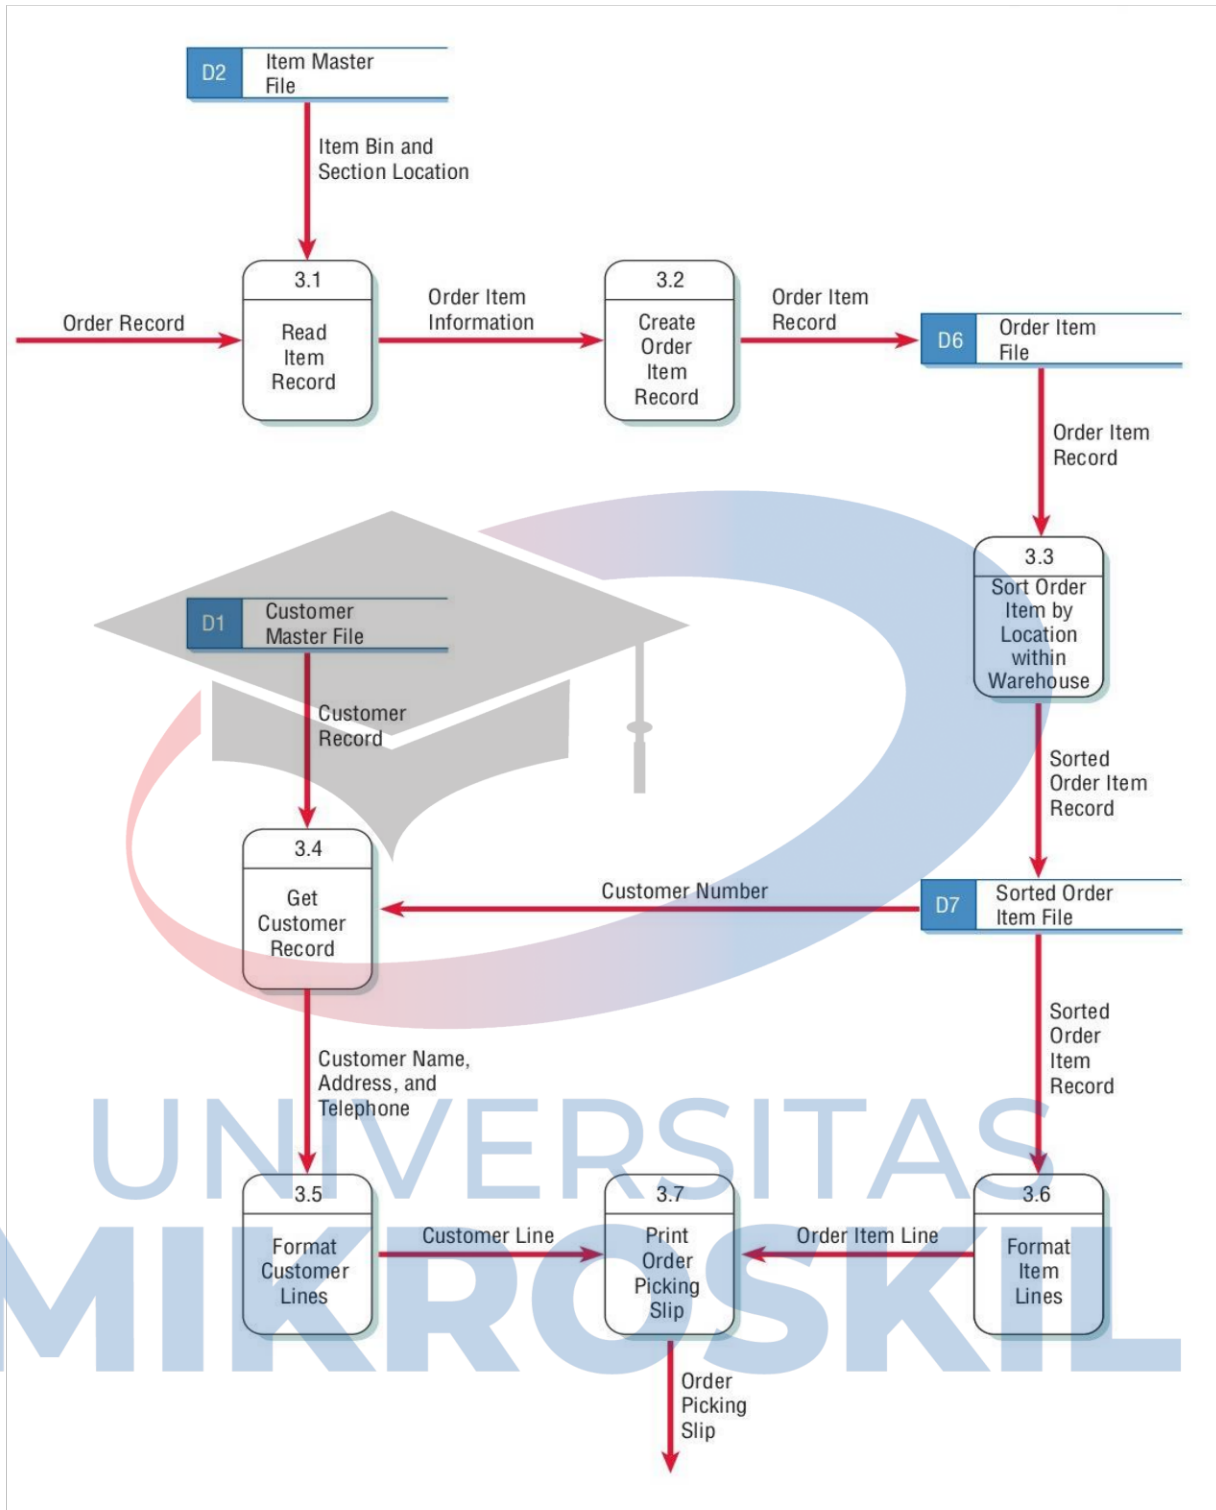 D2
Item Master
File
Item Bin and
Section Location
Order Record
3.1
Read
Item
Record
Order Item
Information
3.2
Create
Order
Item
Record
Order Item
Record
D6
Order Item
File
Order Item
Record
3.3
Sort Order
Item by
Location
within
Warehouse
D1
Customer
Master File
Customer
Record
Sorted
Order Item
Record
3.4
Get
Customer
Record
Customer Number
D7
Sorted Order
Item File
Customer Name,
Address, and
Telephone
Sorted
Order
Item
Record
UNIVERSITAS
MIKROSKIL
3.5
Format
Customer
Lines
Customer Line
3.7
Print
Order
Picking
Slip
Order Item Line
3.6
Format
Item
Lines
Order
Picking
Slip